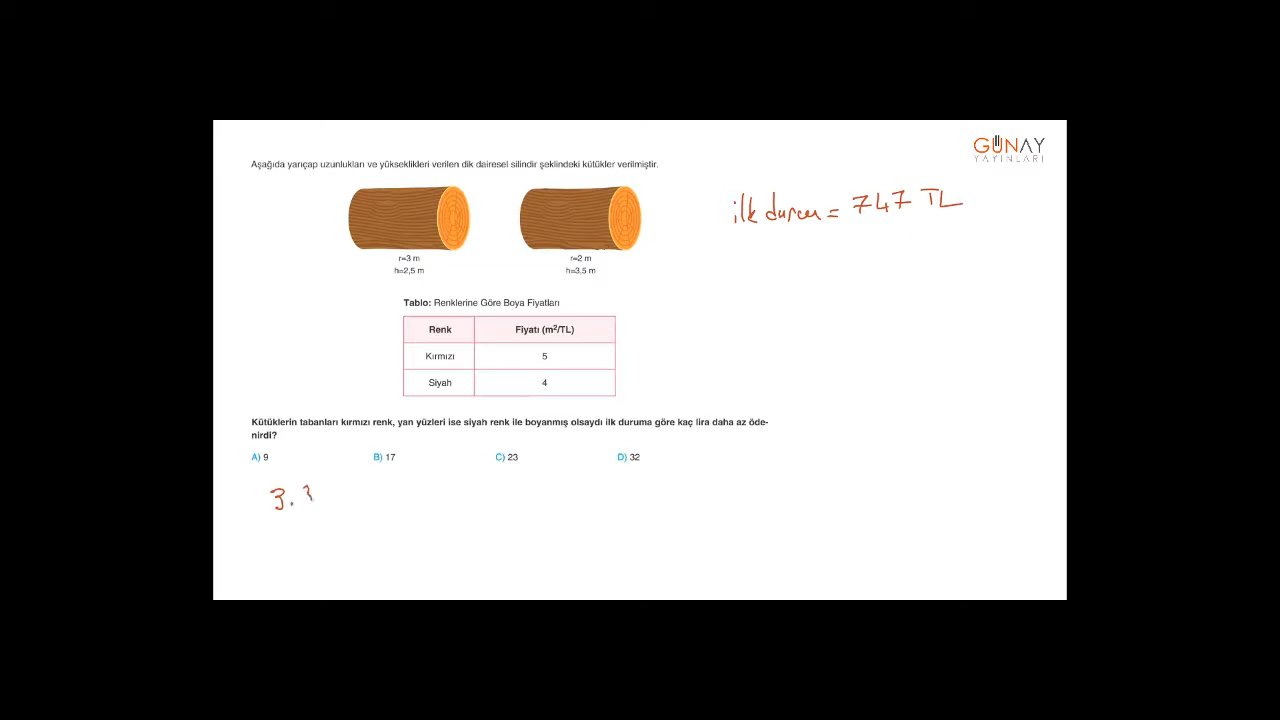 GÜNAY
YAYINLARI
Aşağıda yarıçap uzunlukları ve yükseklikleri verilen dik dairesel silindir şeklindeki kütükler verilmiştir.
ilk durum = 747 TL
r=3 m r=2 m
h=2,5 m h=3,5 m
Tablo: Renklerine Göre Boya Fiyatları
Renk Fiyatı (m²/TL)
Kırmızı 5
Siyah 4
Kütüklerin tabanları kırmızı renk, yan yüzleri ise siyah renk ile boyanmış olsaydı ilk duruma göre kaç lira daha az öde-
nirdi?
A) 9 B) 17 C) 23 D) 32
3.